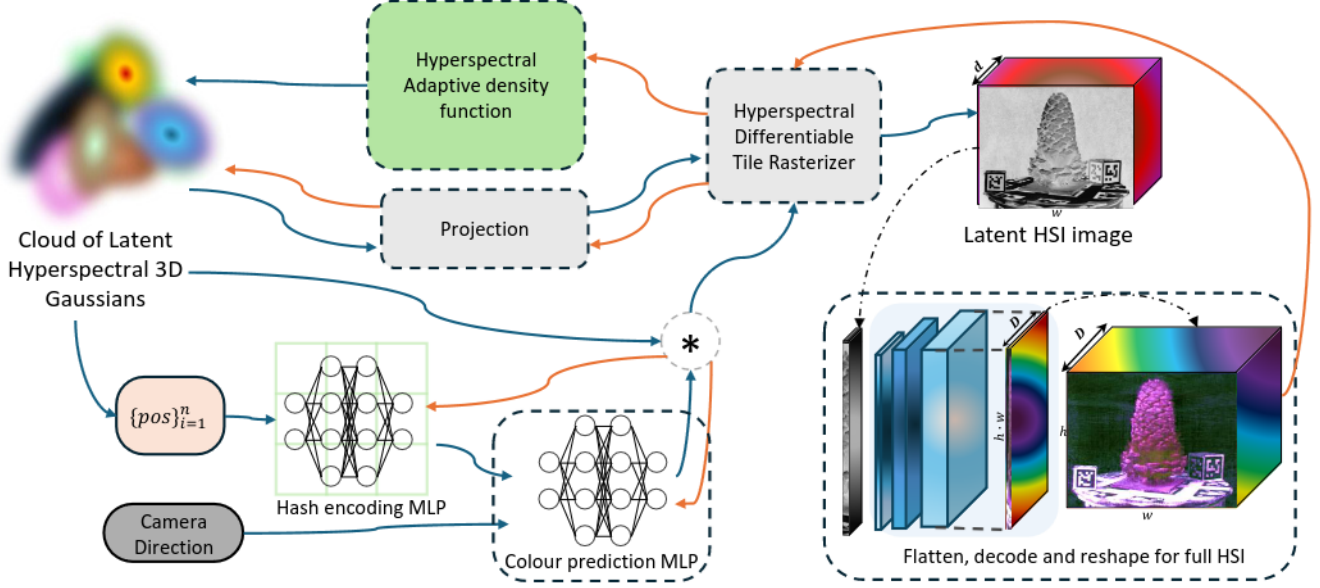 Hyperspectral
Adaptive density
function
Hyperspectral
Differentiable
Tile Rasterizer
d
w
Latent HSI image
Projection
Cloud of Latent
Hyperspectral 3D
Gaussians
*
{pos}ⁿᵢ₌₁
Hash encoding MLP
Camera
Direction
Colour prediction MLP
D
h · w
D
h
w
Flatten, decode and reshape for full HSI